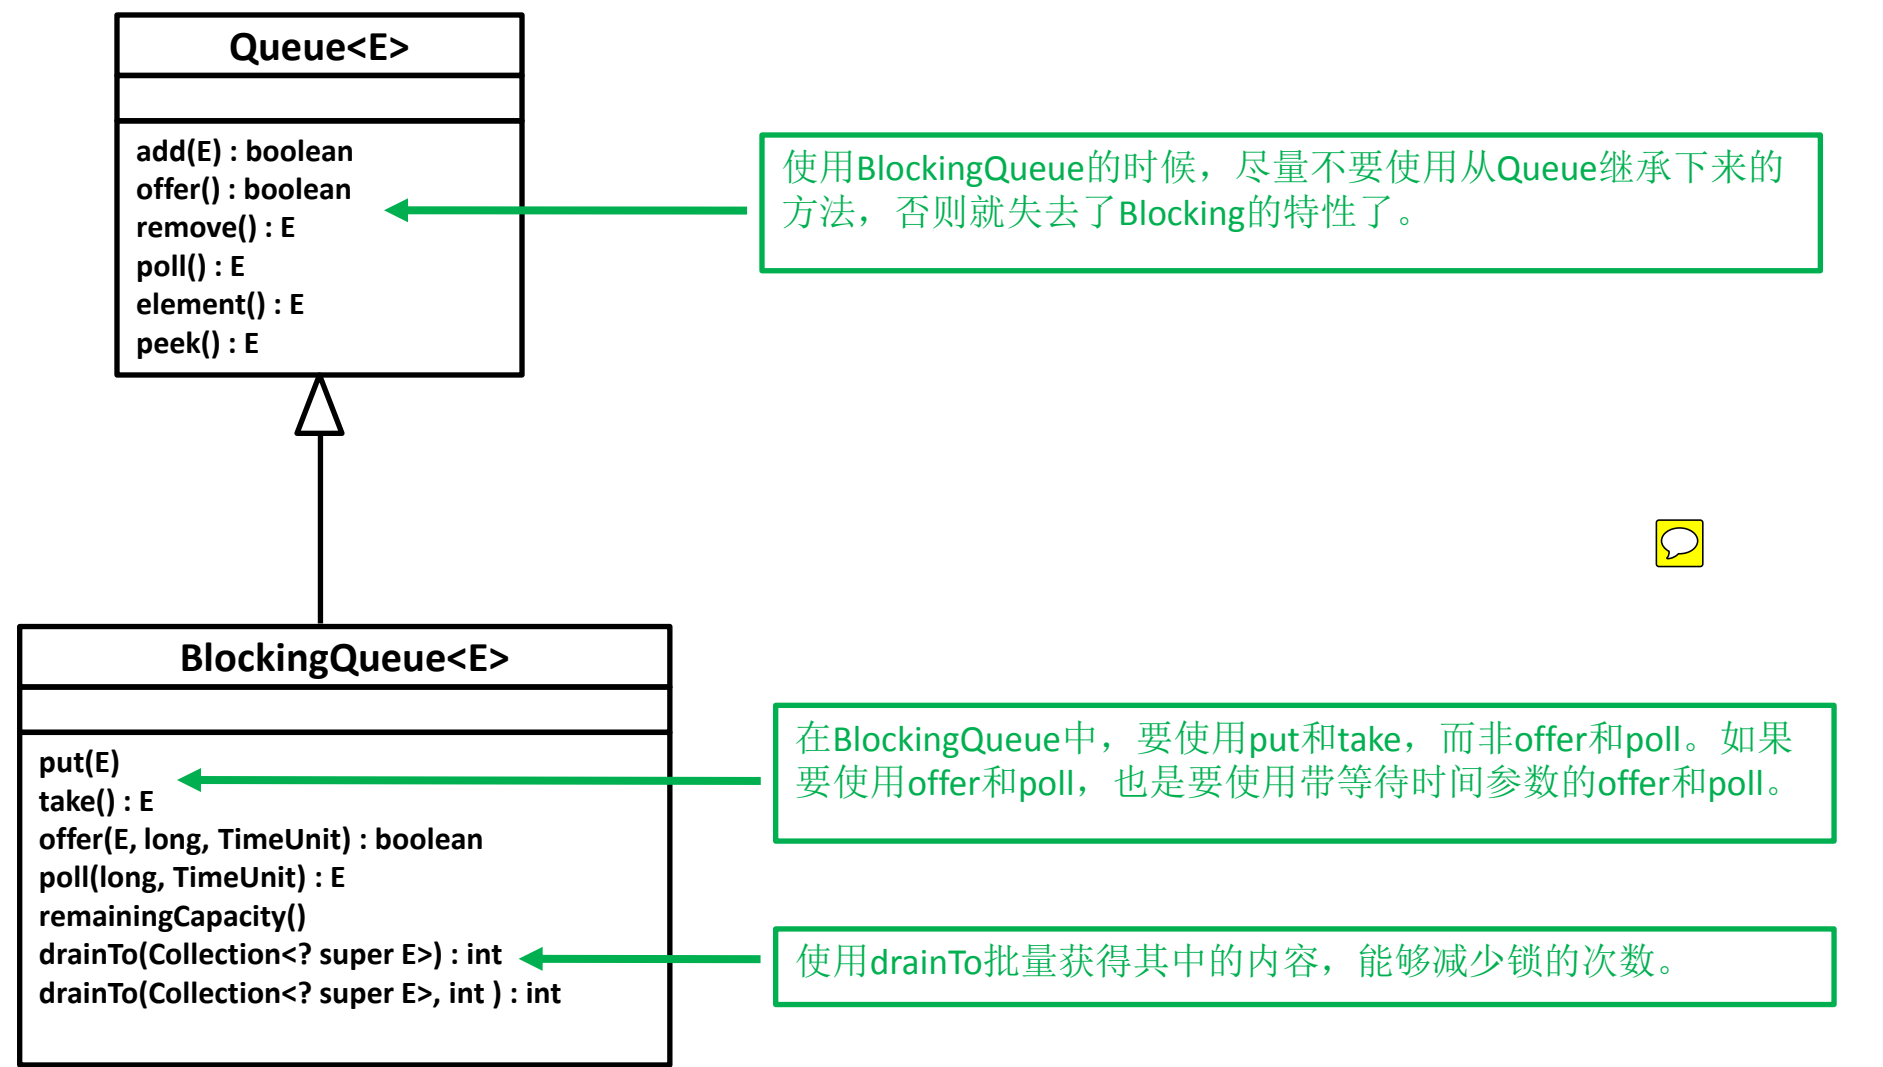 Queue<E>
add(E) : boolean
offer() : boolean
remove() : E
poll() : E
element() : E
peek() : E
使用BlockingQueue的时候，尽量不要使用从Queue继承下来的
方法，否则就失去了Blocking的特性了。
BlockingQueue<E>
put(E)
take() : E
offer(E, long, TimeUnit) : boolean
poll(long, TimeUnit) : E
remainingCapacity()
drainTo(Collection<? super E>) : int
drainTo(Collection<? super E>, int ) : int
在BlockingQueue中，要使用put和take，而非offer和poll。如果
要使用offer和poll，也是要使用带等待时间参数的offer和poll。
使用drainTo批量获得其中的内容，能够减少锁的次数。